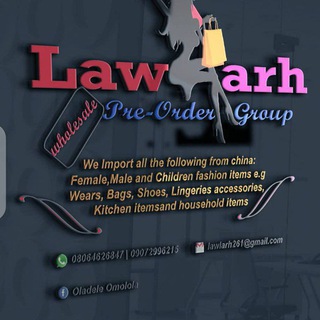 Lawlarh
Pre-Order Group
wholesale
We Import all the following from china:
Female,Male and Children fashion items e.g
Wears, Bags, Shoes, Lingeries accessories,
Kitchen itemsand household items
08064626847 | 09072996215
lawlarh261@gmail.com
Oladele Omolola